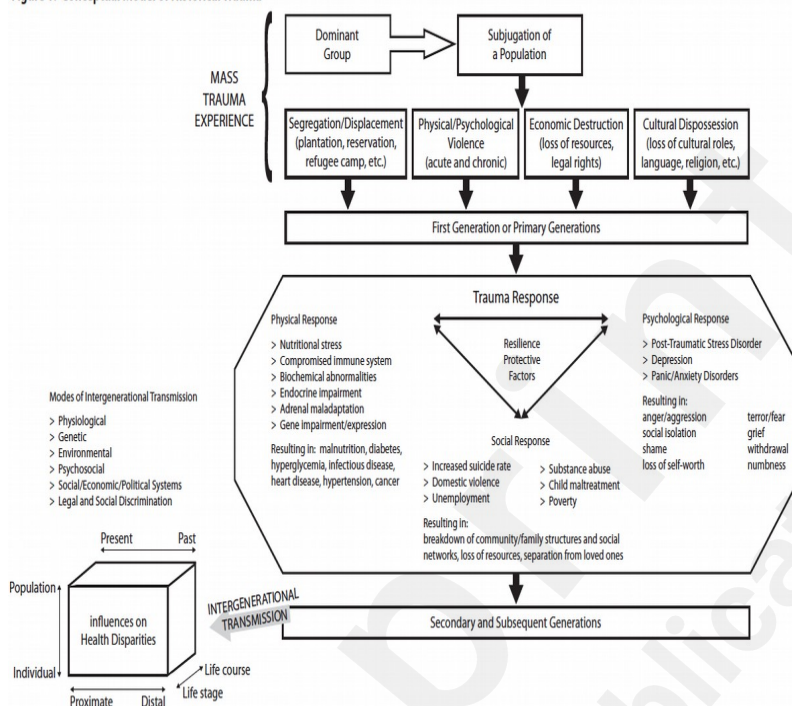 Dominant
Group
Subjugation of
a Population
MASS
TRAUMA
EXPERIENCE
Segregation/Displacement
(plantation, reservation,
refugee camp, etc.)
Physical/Psychological
Violence
(acute and chronic)
Economic Destruction
(loss of resources,
legal rights)
Cultural Dispossession
(loss of cultural roles,
language, religion, etc.)
First Generation or Primary Generations
Trauma Response
Physical Response
> Nutritional stress
> Compromised immune system
> Biochemical abnormalities
> Endocrine impairment
> Adrenal maladaptation
> Gene impairment/expression
Resulting in: malnutrition, diabetes,
hyperglycemia, infectious disease,
heart disease, hypertension, cancer
Resilience
Protective
Factors
Psychological Response
> Post-Traumatic Stress Disorder
> Depression
> Panic/Anxiety Disorders
Resulting in:
anger/aggression terror/fear
social isolation grief
shame withdrawal
loss of self-worth numbness
Social Response
> Increased suicide rate > Substance abuse
> Domestic violence > Child maltreatment
> Unemployment > Poverty
Resulting in:
breakdown of community/family structures and social
networks, loss of resources, separation from loved ones
Modes of Intergenerational Transmission
> Physiological
> Genetic
> Environmental
> Psychosocial
> Social/Economic/Political Systems
> Legal and Social Discrimination
Secondary and Subsequent Generations
INTERGENERATIONAL
TRANSMISSION
Present Past
Population
influences on
Health Disparities
Individual
Life course
Life stage
Proximate Distal
print